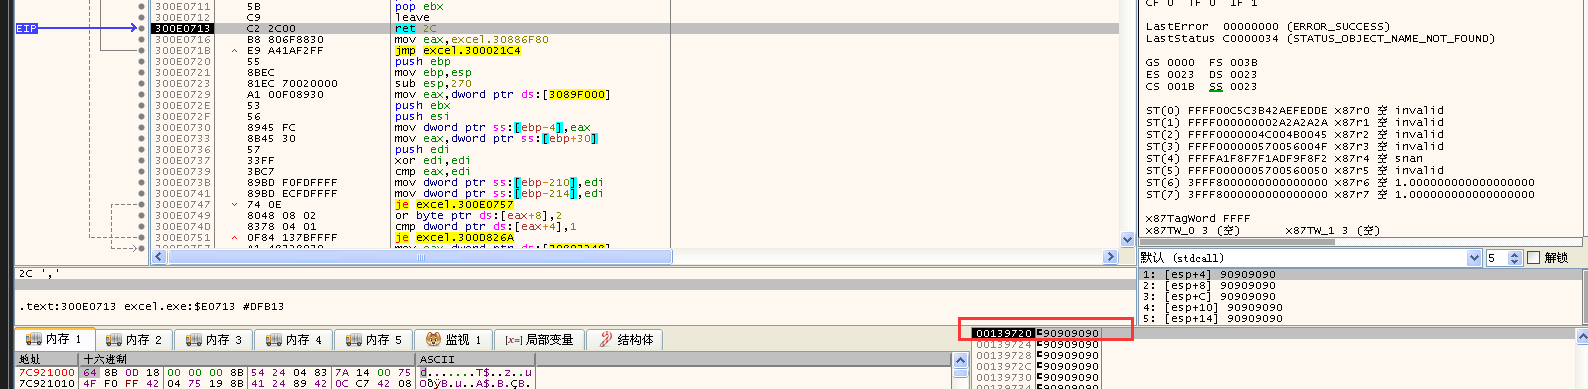 300E0711 5B pop ebx
300E0712 C9 leave
EIP 300E0713 C2 2C00 ret 2C
300E0716 B8 806F8830 mov eax,excel.30886F80
300E071B E9 A41AF2FF jmp excel.300021C4
300E0720 55 push ebp
300E0721 8BEC mov ebp,esp
300E0723 81EC 70020000 sub esp,270
300E0729 A1 00F08930 mov eax,dword ptr ds:[3089F000]
300E072E 53 push ebx
300E072F 56 push esi
300E0730 8945 FC mov dword ptr ss:[ebp-4],eax
300E0733 8B45 30 mov eax,dword ptr ss:[ebp+30]
300E0736 57 push edi
300E0737 33FF xor edi,edi
300E0739 3BC7 cmp eax,edi
300E073B 89BD F0FDFFFF mov dword ptr ss:[ebp-210],edi
300E0741 89BD ECFDFFFF mov dword ptr ss:[ebp-214],edi
300E0747 74 0E je excel.300E0757
300E0749 8048 08 02 or byte ptr ds:[eax+8],2
300E074D 8378 04 01 cmp dword ptr ds:[eax+4],1
300E0751 0F84 137BFFFF je excel.300D826A
LastError 00000000 (ERROR_SUCCESS)
LastStatus C0000034 (STATUS_OBJECT_NAME_NOT_FOUND)
GS 0000 FS 003B
ES 0023 DS 0023
CS 001B SS 0023
ST(0) FFFF00C5C3B42AEFEDDE x87r0 空 invalid
ST(1) FFFF00000002A2A2A2A x87r1 空 invalid
ST(2) FFFF0000004C004B0045 x87r2 空 invalid
ST(3) FFFF000000570056004F x87r3 空 invalid
ST(4) FFFFA1F8F7F1ADF9F8F2 x87r4 空 snan
ST(5) FFFF0000005700560050 x87r5 空 invalid
ST(6) 3FFF8000000000000000 x87r6 空 1.0000000000000000
ST(7) 3FFF8000000000000000 x87r7 空 1.0000000000000000
x87TagWord FFFF
x87TW_0 3 (空) x87TW_1 3 (空)
默认 (stdcall) 5 解锁
1: [esp+4] 90909090
2: [esp+8] 90909090
3: [esp+C] 90909090
4: [esp+10] 90909090
5: [esp+14] 90909090
2C ','
.text:300E0713 excel.exe:$E0713 #DFB13
内存 1 内存 2 内存 3 内存 4 内存 5 监视 1 [x=] 局部变量 结构体
地址 十六进制 ASCII
7C921000 64 8B 0D 18 00 00 00 8B 54 24 04 83 7A 14 00 75 d.......T$..z..u
7C921010 4F F0 FF 42 04 75 19 8B 41 24 89 42 0C C7 42 08 OðÿB.u..A$.B.ÇB.
00139720 90909090
00139724 90909090
00139728 90909090
0013972C 90909090
00139730 90909090